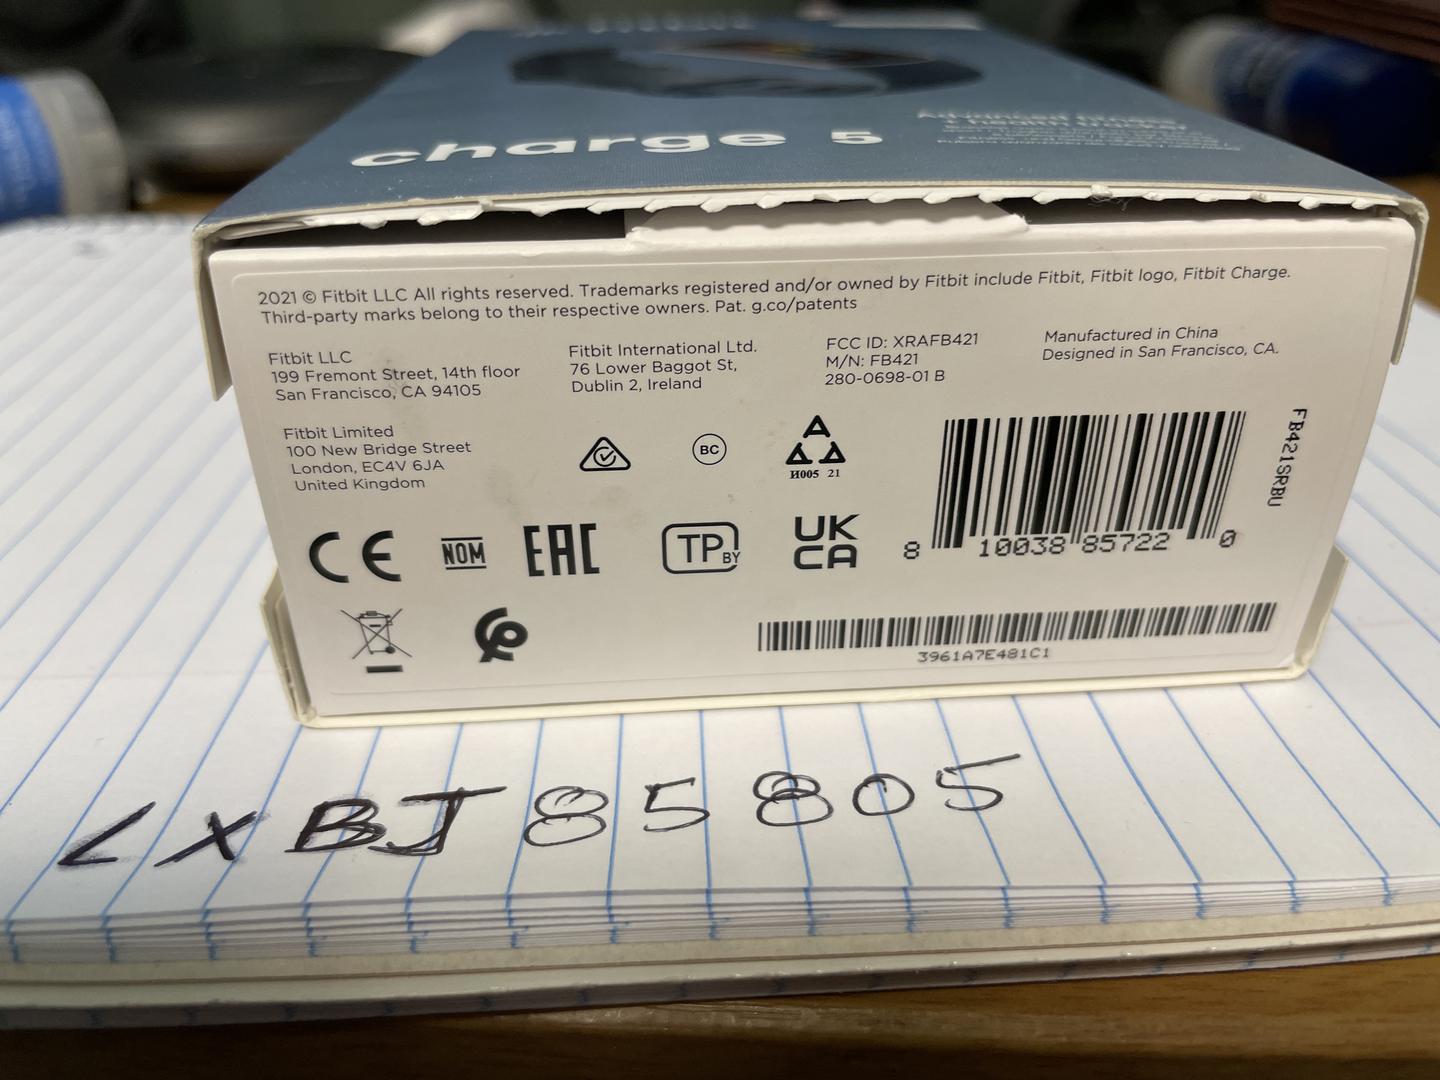 charge 5
2021 © Fitbit LLC All rights reserved. Trademarks registered and/or owned by Fitbit include Fitbit, Fitbit logo, Fitbit Charge.
Third-party marks belong to their respective owners. Pat. g.co/patents
Fitbit LLC
199 Fremont Street, 14th floor
San Francisco, CA 94105
Fitbit International Ltd.
76 Lower Baggot St,
Dublin 2, Ireland
FCC ID: XRAFB421
M/N: FB421
280-0698-01 B
Manufactured in China
Designed in San Francisco, CA.
Fitbit Limited
100 New Bridge Street
London, EC4V 6JA
United Kingdom
BC
И005 21
FB421SRBU
CE
NOM
EAC
TP BY
UK
CA
8 10038 85722 0
3961A7E481C1
LXBJ85805